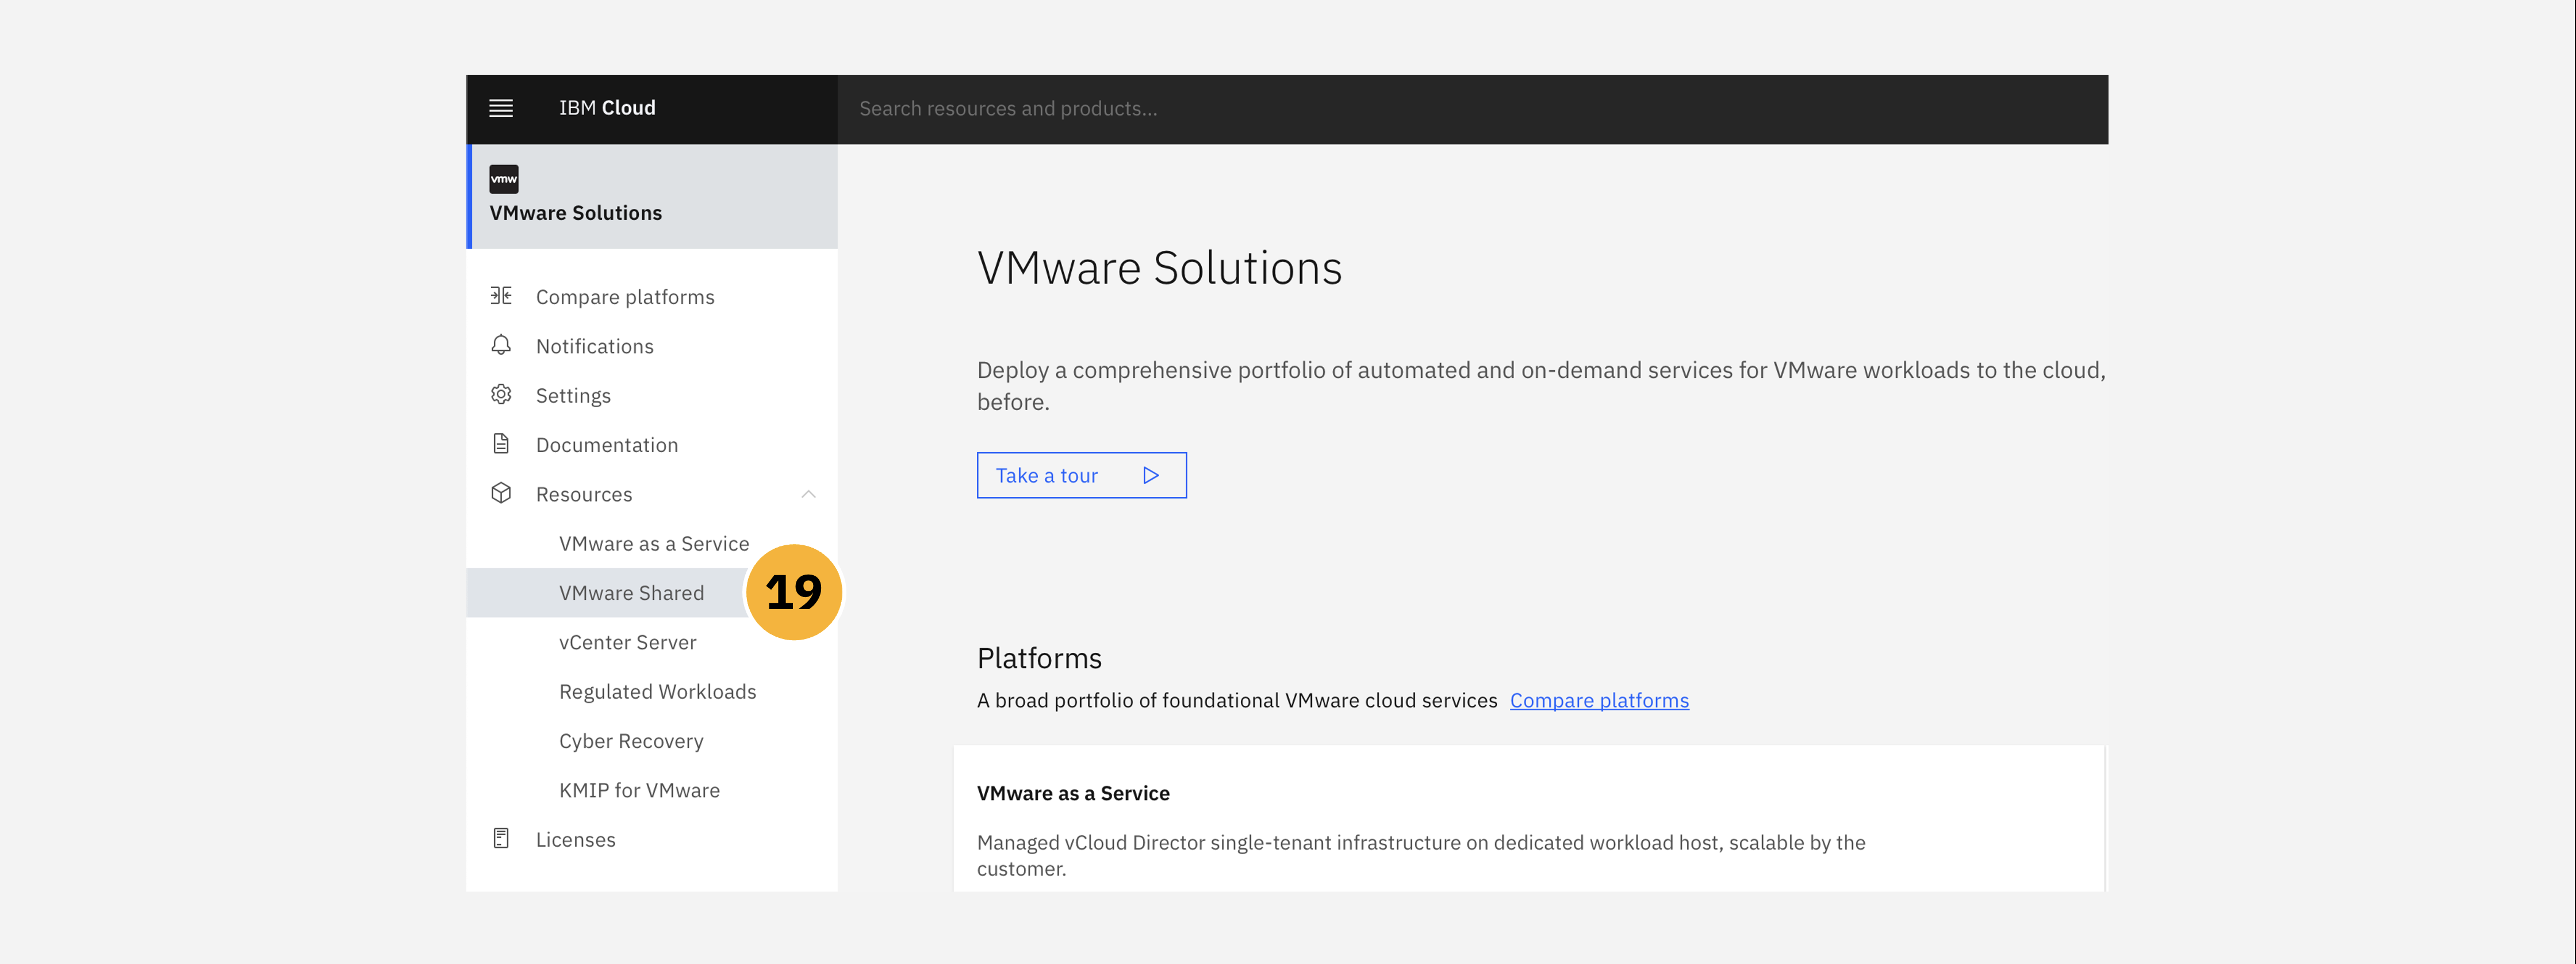 IBM Cloud
Search resources and products...
vmw
VMware Solutions
Compare platforms
Notifications
Settings
Documentation
Resources
VMware as a Service
VMware Shared
19
vCenter Server
Regulated Workloads
Cyber Recovery
KMIP for VMware
Licenses
VMware Solutions
Deploy a comprehensive portfolio of automated and on-demand services for VMware workloads to the cloud,
before.
Take a tour
Platforms
A broad portfolio of foundational VMware cloud services Compare platforms
VMware as a Service
Managed vCloud Director single-tenant infrastructure on dedicated workload host, scalable by the
customer.